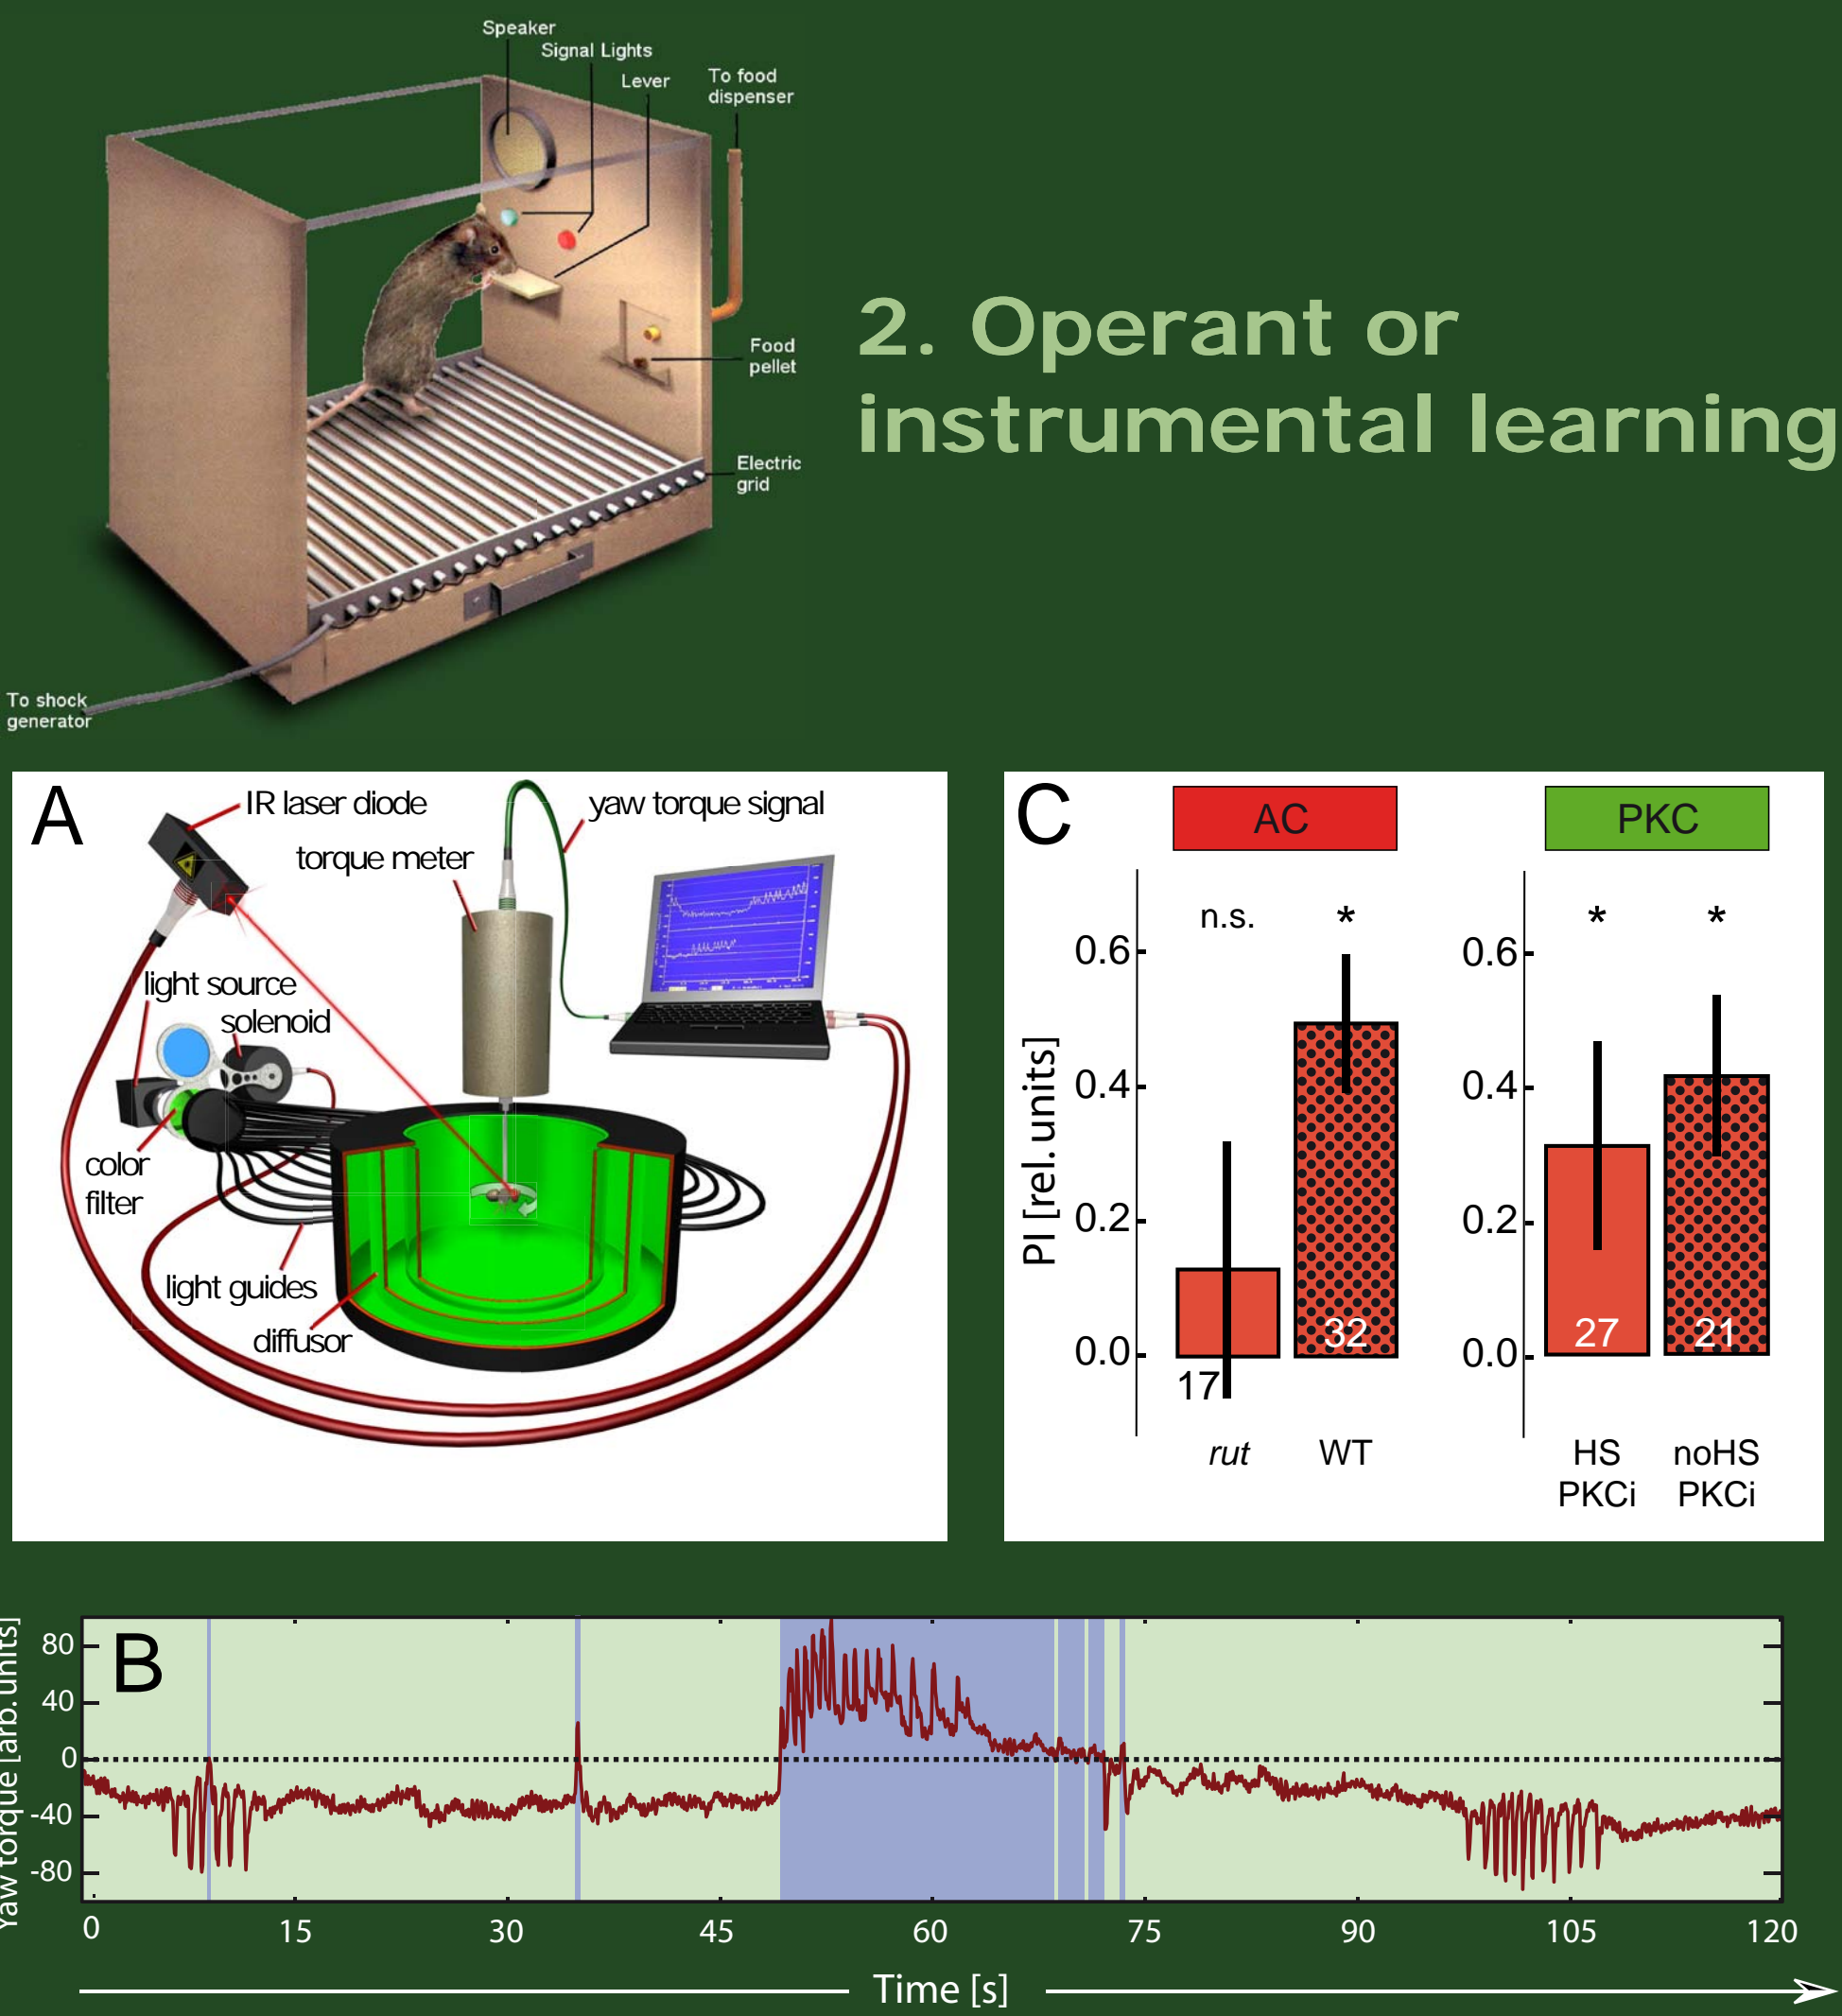 Speaker
Signal Lights
Lever
To food
dispenser
Food
pellet
Electric
grid
To shock
generator
2. Operant or
instrumental learning
A
IR laser diode
yaw torque signal
torque meter
light source
solenoid
color
filter
light guides
diffusor
C
AC
PKC
n.s.
*
*
*
PI [rel. units]
0.6
0.4
0.2
0.0
0.6
0.4
0.2
0.0
17
32
27
21
rut
WT
HS
PKCi
noHS
PKCi
B
Yaw torque [arb. units]
80
40
0
-40
-80
0 15 30 45 60 75 90 105 120
Time [s]